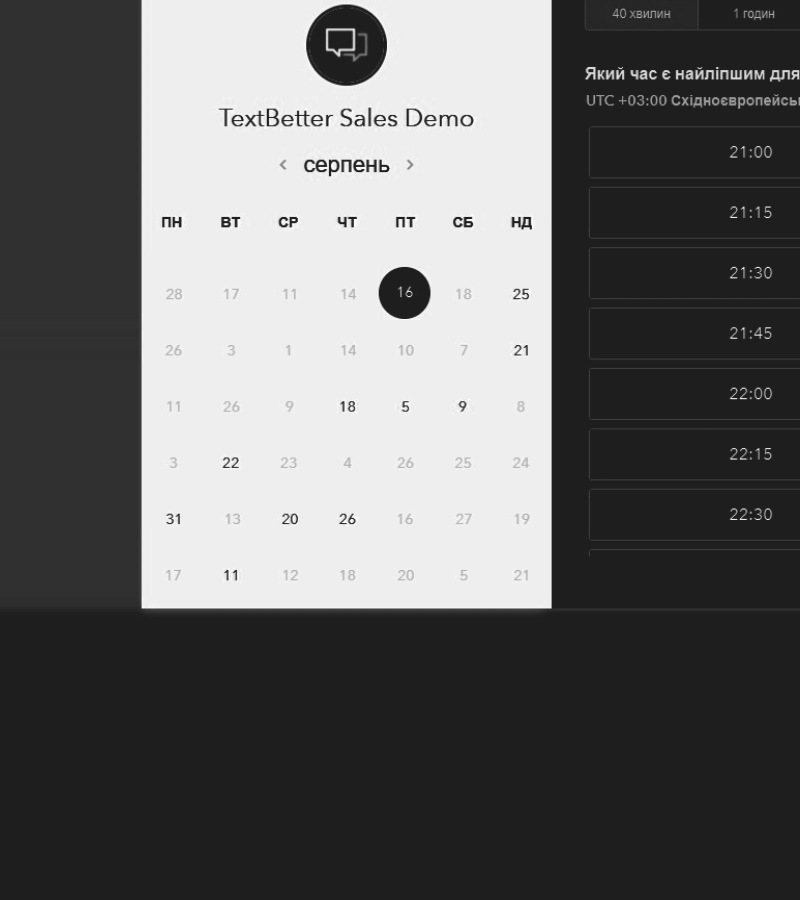 TextBetter Sales Demo
серпень
ПН ВТ СР ЧТ ПТ СБ НД
28 17 11 14 16 18 25
26 3 1 14 10 7 21
11 26 9 18 5 9 8
3 22 23 4 26 25 24
31 13 20 26 16 27 19
17 11 12 18 20 5 21
40 хвилин 1 годин
Який час є найліпшим для
UTC +03:00
21:00
21:15
21:30
21:45
22:00
22:15
22:30